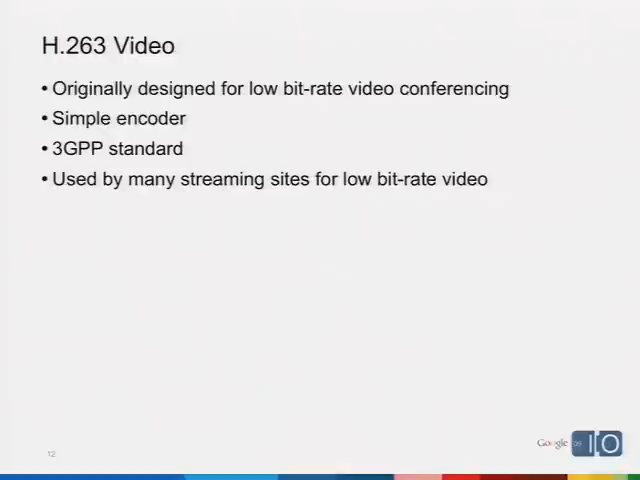 H.263 Video
• Originally designed for low bit-rate video conferencing
• Simple encoder
• 3GPP standard
• Used by many streaming sites for low bit-rate video
12
Google 09 IO